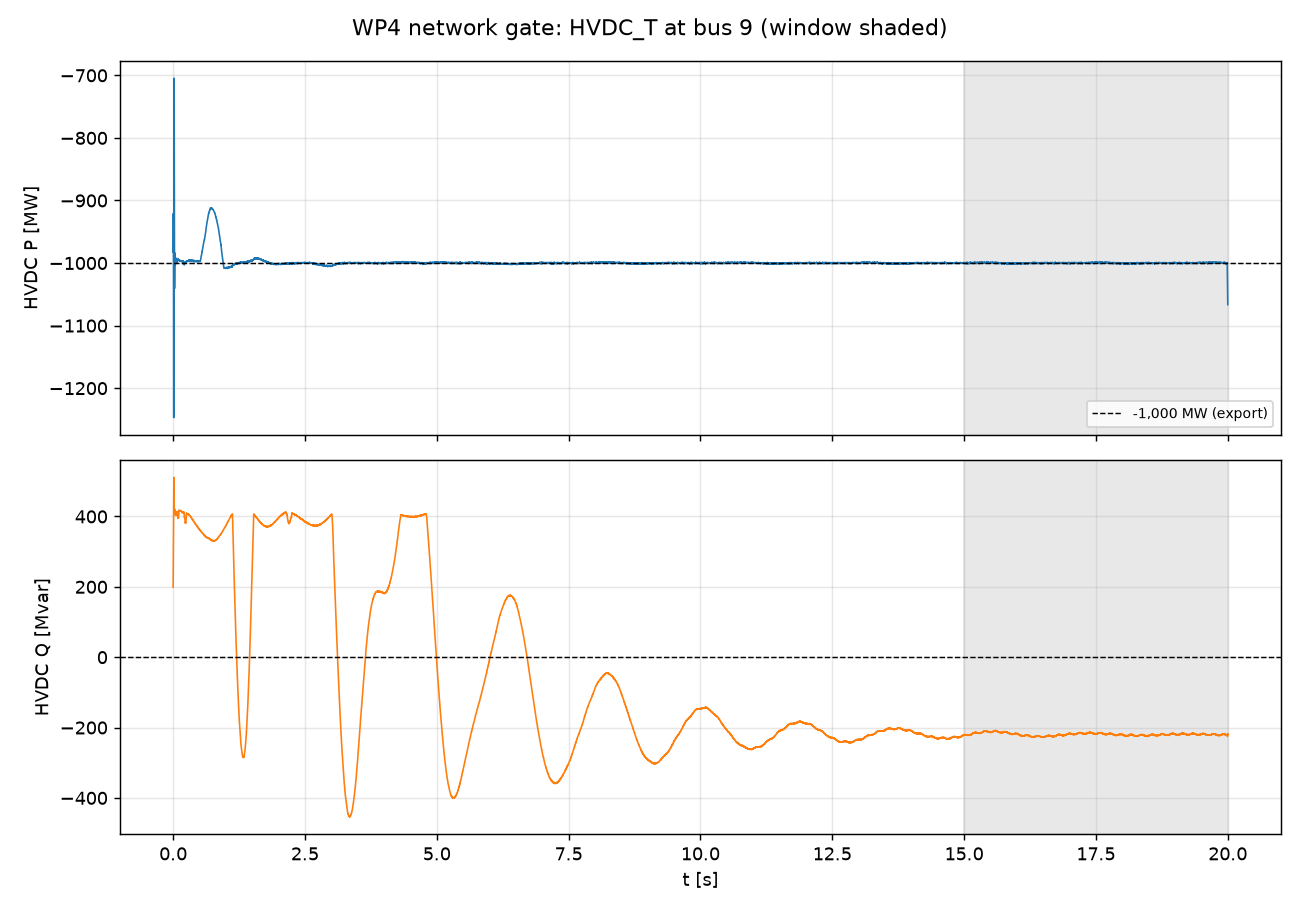 WP4 network gate: HVDC_T at bus 9 (window shaded)
HVDC P [MW]
−700
−800
−900
−1000
−1100
−1200
-1,000 MW (export)
HVDC Q [Mvar]
400
200
0
−200
−400
0.0 2.5 5.0 7.5 10.0 12.5 15.0 17.5 20.0
t [s]